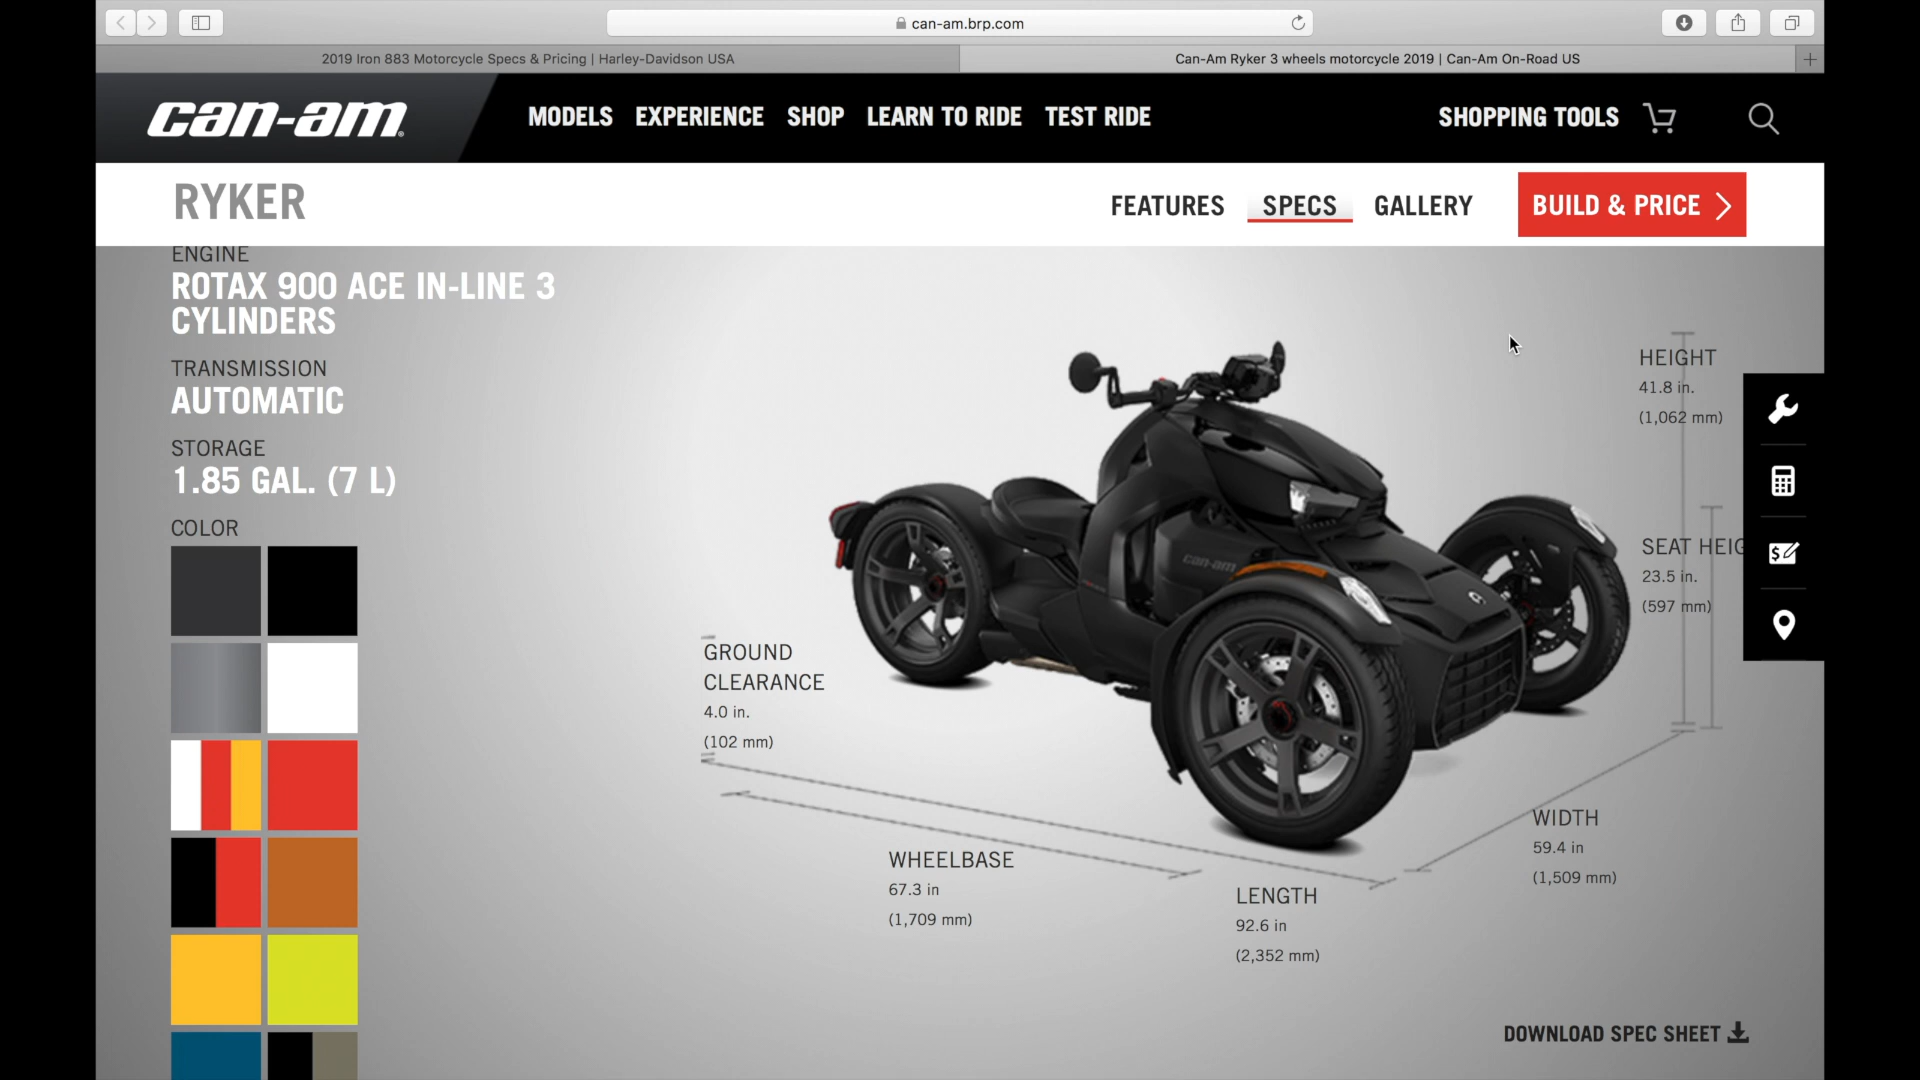 can-am.brp.com
2019 Iron 883 Motorcycle Specs & Pricing | Harley-Davidson USA
Can-Am Ryker 3 wheels motorcycle 2019 | Can-Am On-Road US
can-am
MODELS EXPERIENCE SHOP LEARN TO RIDE TEST RIDE
SHOPPING TOOLS
RYKER
FEATURES SPECS GALLERY
BUILD & PRICE
ENGINE
ROTAX 900 ACE IN-LINE 3
CYLINDERS
TRANSMISSION
AUTOMATIC
STORAGE
1.85 GAL. (7 L)
COLOR
HEIGHT
41.8 in.
(1,062 mm)
SEAT HEIG
23.5 in.
(597 mm)
can-am
GROUND
CLEARANCE
4.0 in.
(102 mm)
WHEELBASE
67.3 in
(1,709 mm)
LENGTH
92.6 in
(2,352 mm)
WIDTH
59.4 in
(1,509 mm)
DOWNLOAD SPEC SHEET